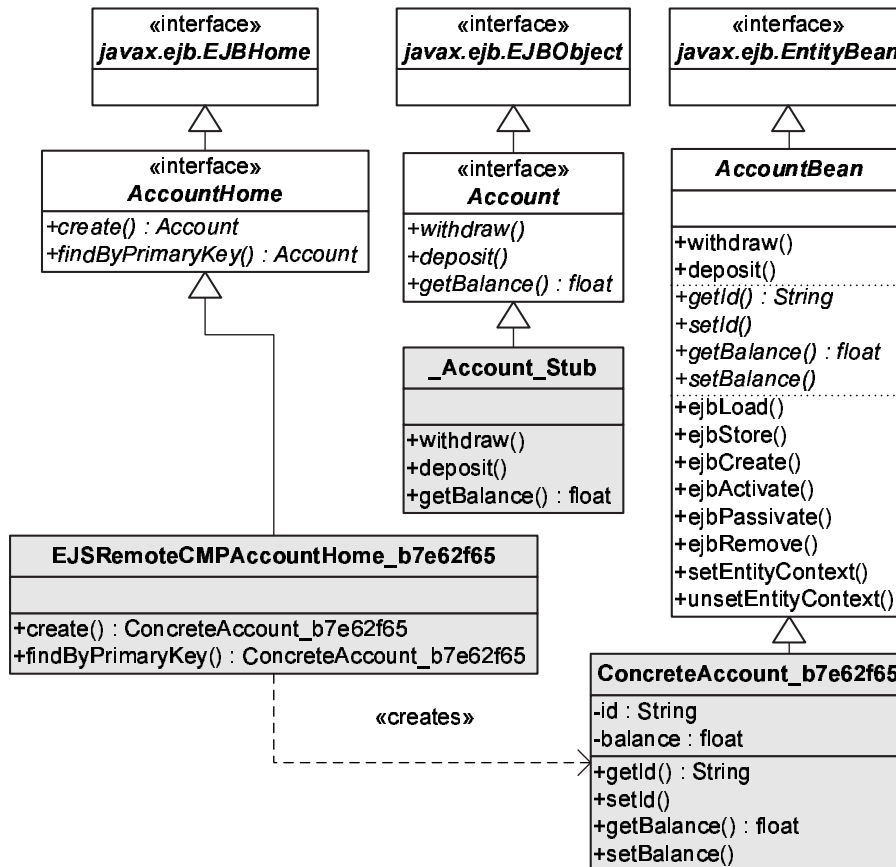 «interface»
javax.ejb.EJBHome
«interface»
javax.ejb.EJBObject
«interface»
javax.ejb.EntityBean
«interface»
AccountHome
+create() : Account
+findByPrimaryKey() : Account
«interface»
Account
+withdraw()
+deposit()
+getBalance() : float
AccountBean
+withdraw()
+deposit()
+getId() : String
+setId()
+getBalance() : float
+setBalance()
+ejbLoad()
+ejbStore()
+ejbCreate()
+ejbActivate()
+ejbPassivate()
+ejbRemove()
+setEntityContext()
+unsetEntityContext()
_Account_Stub
+withdraw()
+deposit()
+getBalance() : float
EJSRemoteCMPAccountHome_b7e62f65
+create() : ConcreteAccount_b7e62f65
+findByPrimaryKey() : ConcreteAccount_b7e62f65
«creates»
ConcreteAccount_b7e62f65
-id : String
-balance : float
+getId() : String
+setId()
+getBalance() : float
+setBalance()